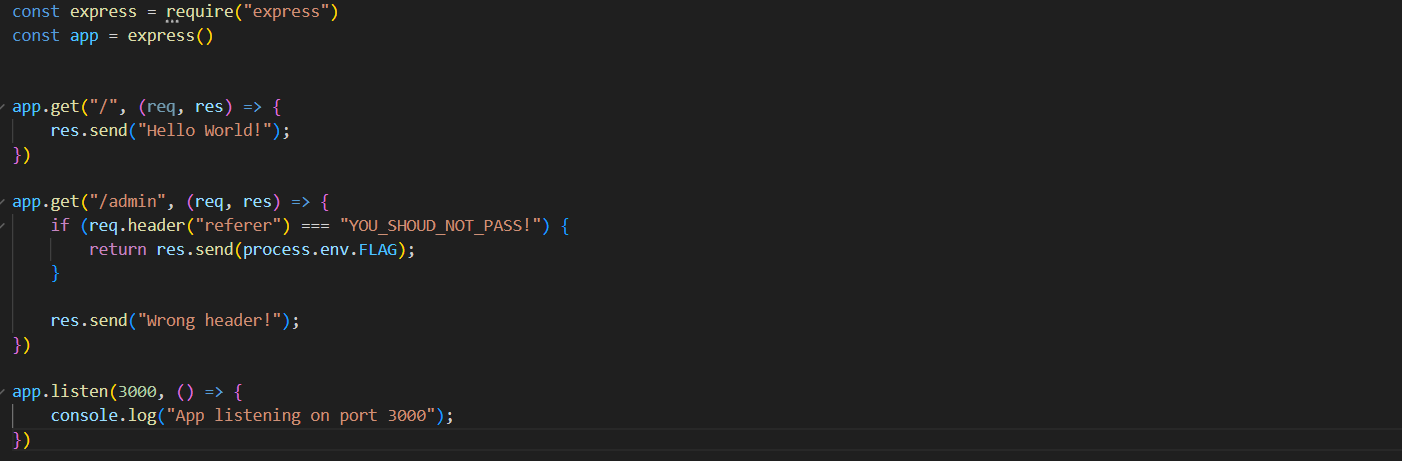 const express = require("express")
const app = express()
app.get("/", (req, res) => {
    res.send("Hello World!");
})
app.get("/admin", (req, res) => {
    if (req.header("referer") === "YOU_SHOUD_NOT_PASS!") {
        return res.send(process.env.FLAG);
    }
    res.send("Wrong header!");
})
app.listen(3000, () => {
    console.log("App listening on port 3000");
})